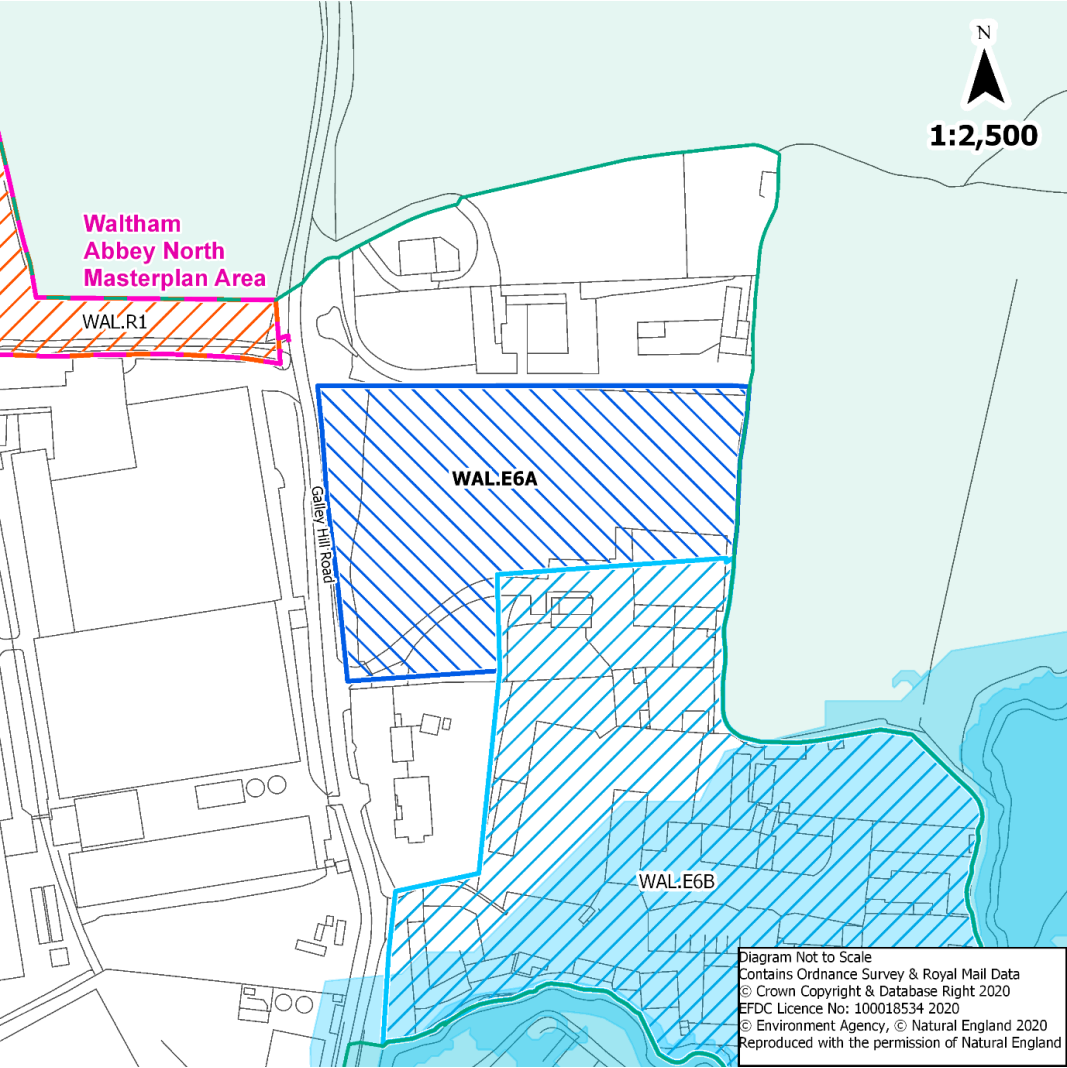 N
1:2,500
Waltham
Abbey North
Masterplan Area
WAL.R1
WAL.E6A
Galley Hill Road
WAL.E6B
Diagram Not to Scale
Contains Ordnance Survey & Royal Mail Data
© Crown Copyright & Database Right 2020
EFDC Licence No: 100018534 2020
© Environment Agency, © Natural England 2020
Reproduced with the permission of Natural England